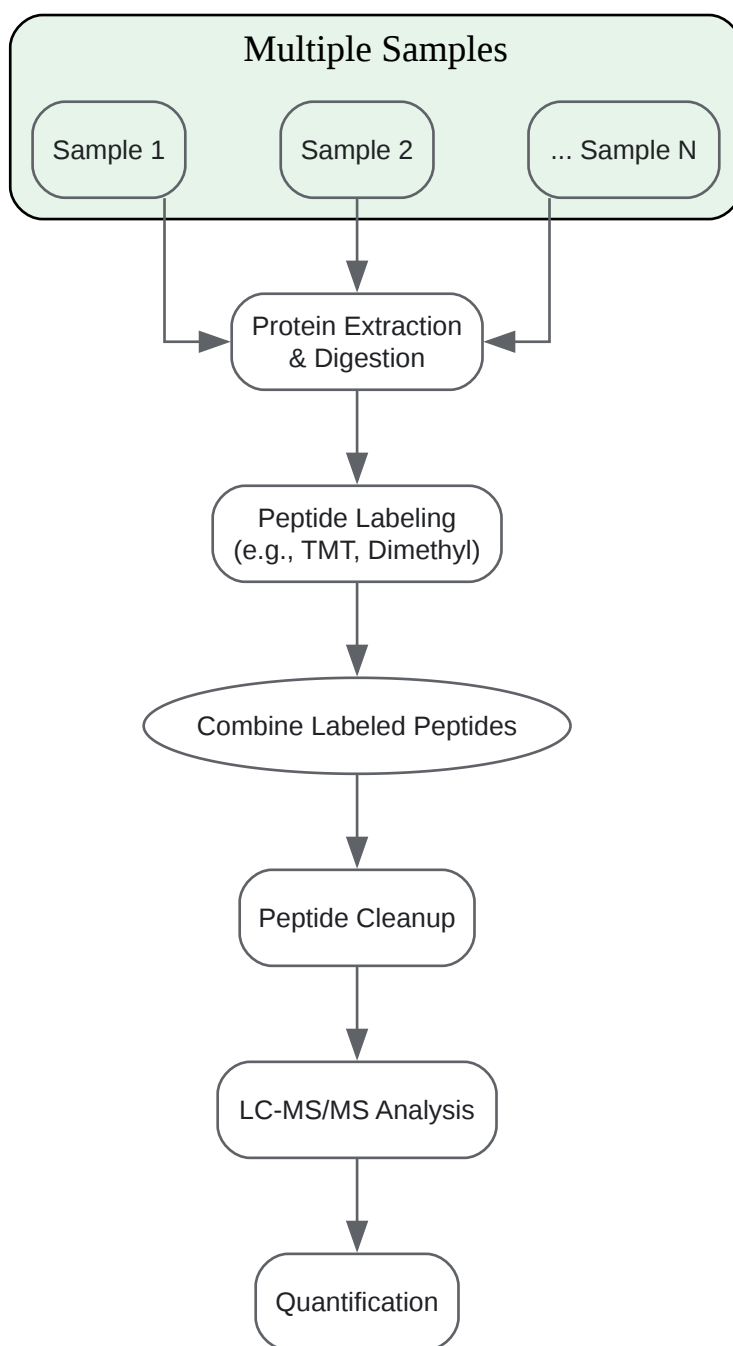 Multiple Samples
Sample 1
Sample 2
... Sample N
Protein Extraction
& Digestion
Peptide Labeling
(e.g., TMT, Dimethyl)
Combine Labeled Peptides
Peptide Cleanup
LC-MS/MS Analysis
Quantification